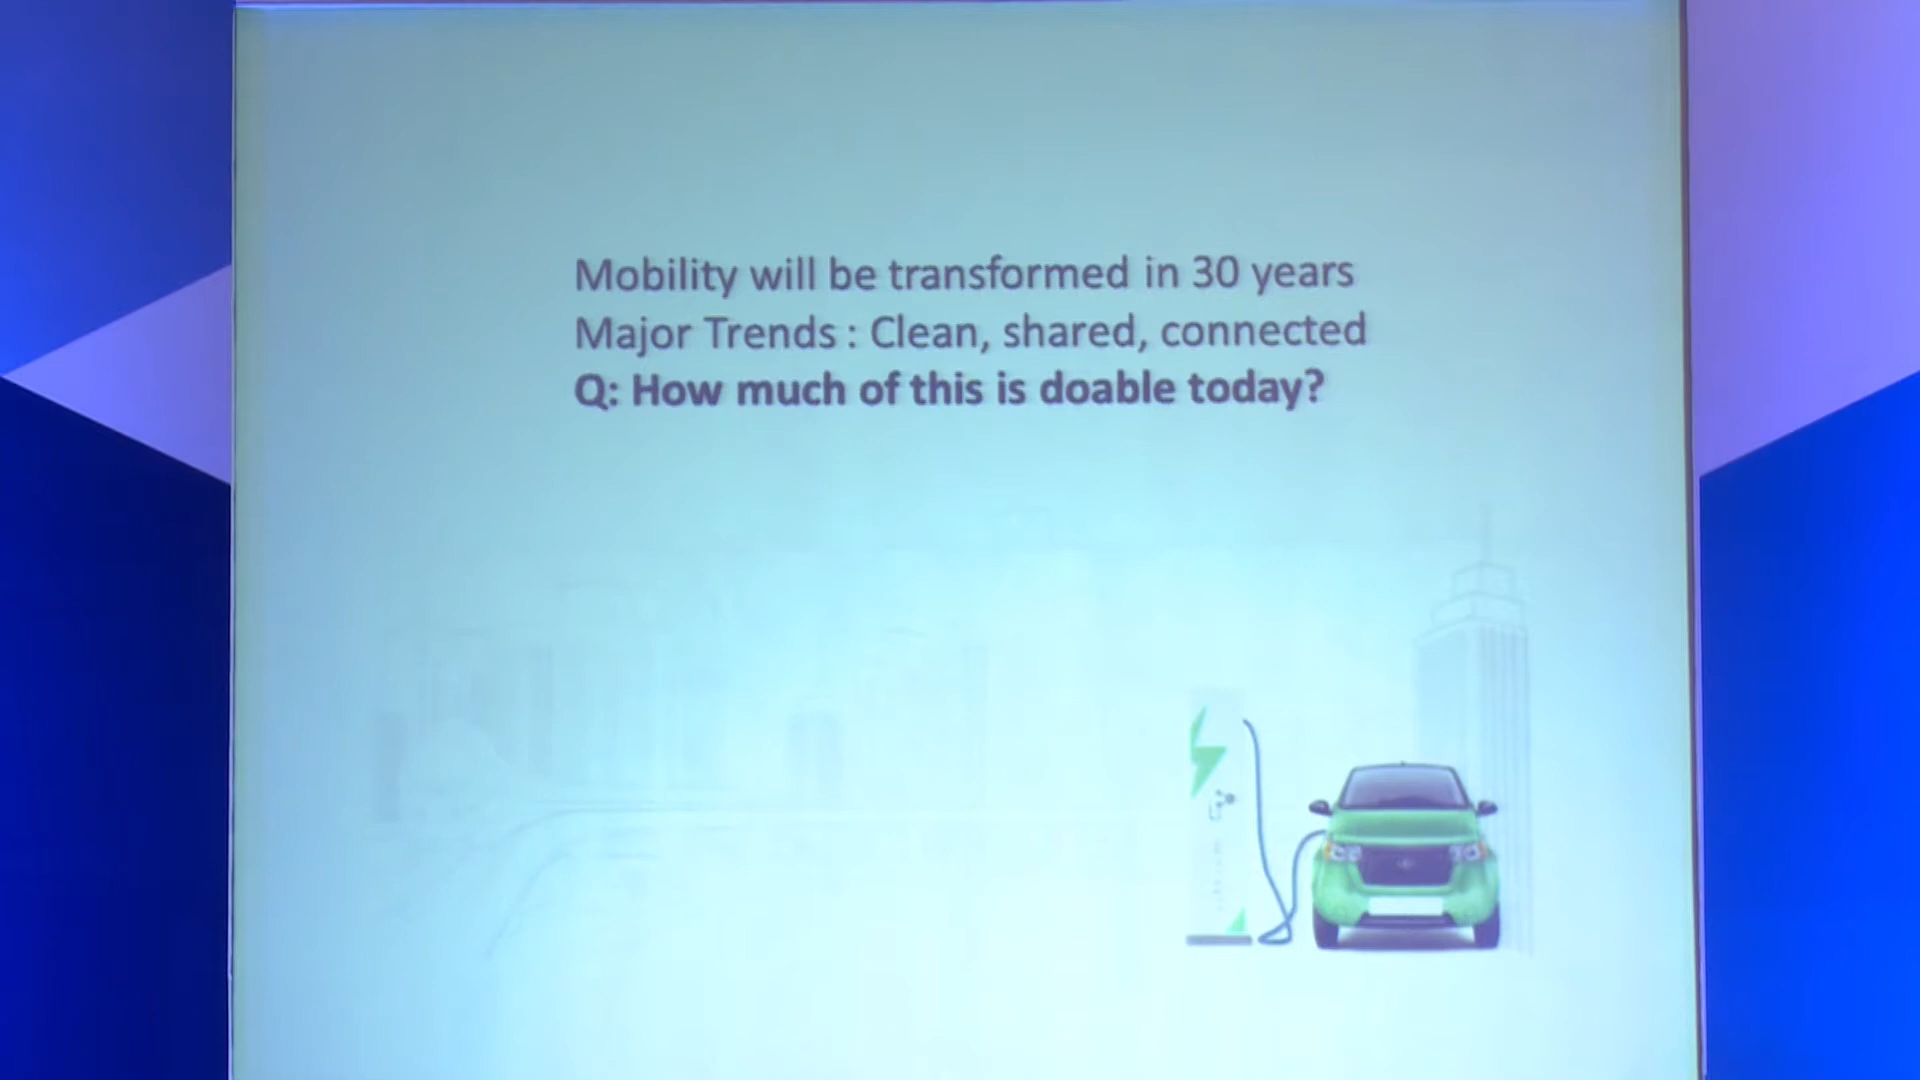 Mobility will be transformed in 30 years
Major Trends : Clean, shared, connected
Q: How much of this is doable today?